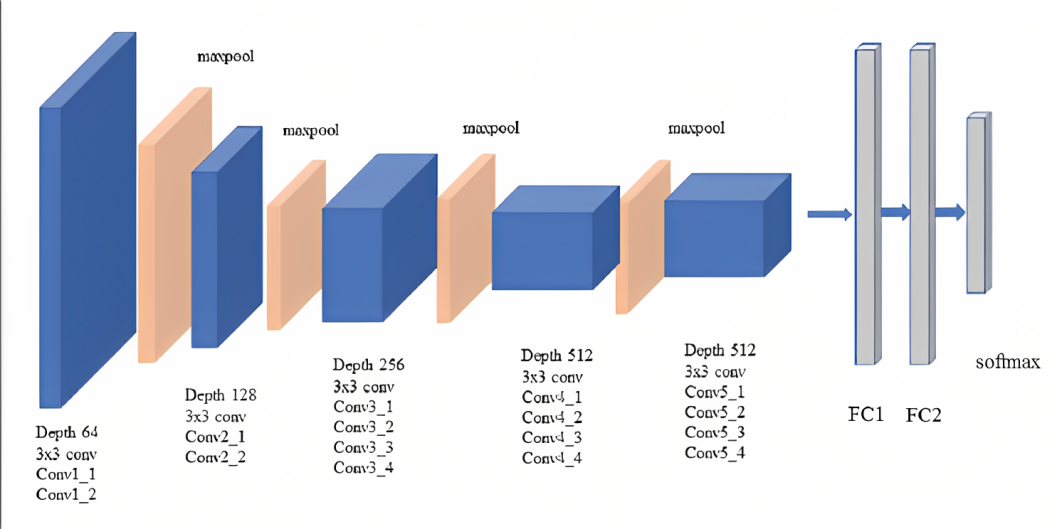 maxpool
maxpool
maxpool
maxpool
Depth 64
3x3 conv
Conv1_1
Conv1_2
Depth 128
3x3 conv
Conv2_1
Conv2_2
Depth 256
3x3 conv
Conv3_1
Conv3_2
Conv3_3
Conv3_4
Depth 512
3x3 conv
Conv4_1
Conv4_2
Conv4_3
Conv4_4
Depth 512
3x3 conv
Conv5_1
Conv5_2
Conv5_3
Conv5_4
FC1
FC2
softmax